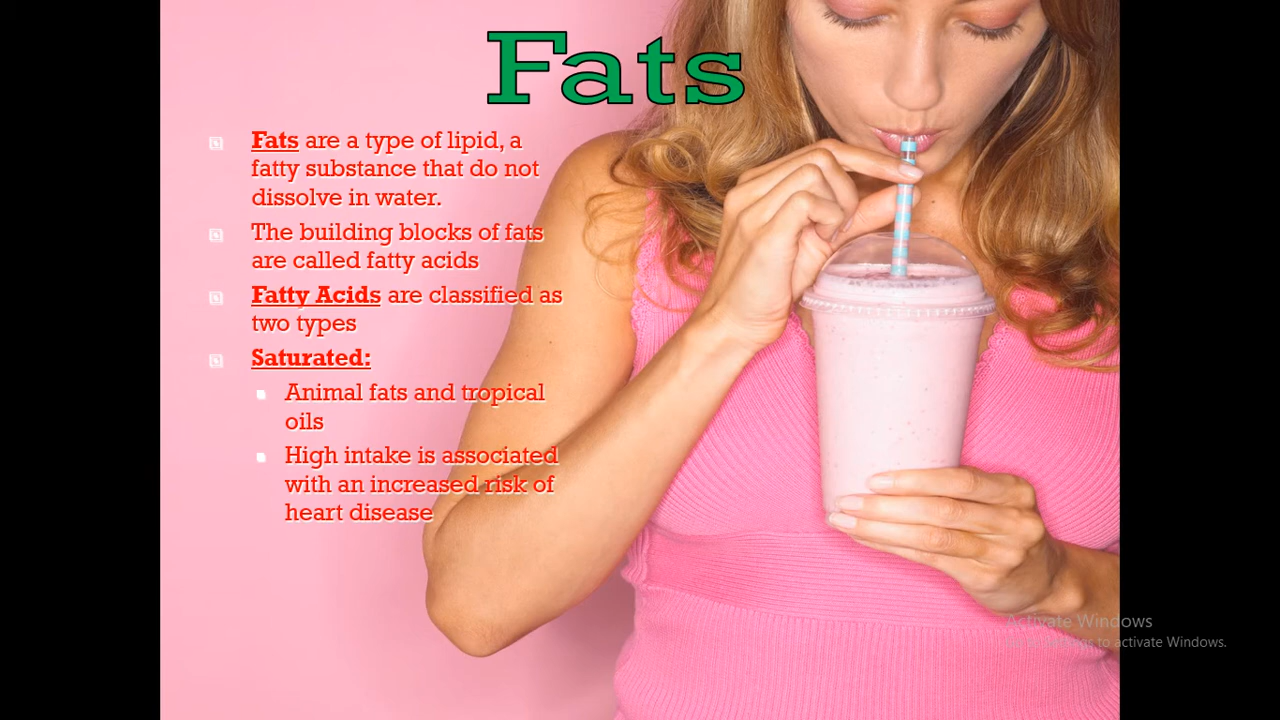 Fats
Fats are a type of lipid, a
fatty substance that do not
dissolve in water.
The building blocks of fats
are called fatty acids
Fatty Acids are classified as
two types
Saturated:
Animal fats and tropical
oils
High intake is associated
with an increased risk of
heart disease
Activate Windows
to activate Windows.